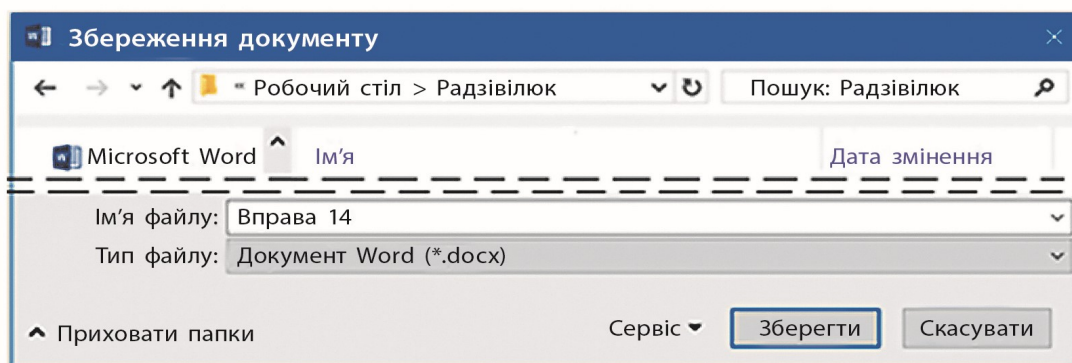 Збереження документу
« Робочий стіл > Радзівілюк Пошук: Радзівілюк
Microsoft Word Ім'я Дата змінення
Ім'я файлу: Вправа 14
Тип файлу: Документ Word (*.docx)
Приховати папки Сервіс Зберегти Скасувати